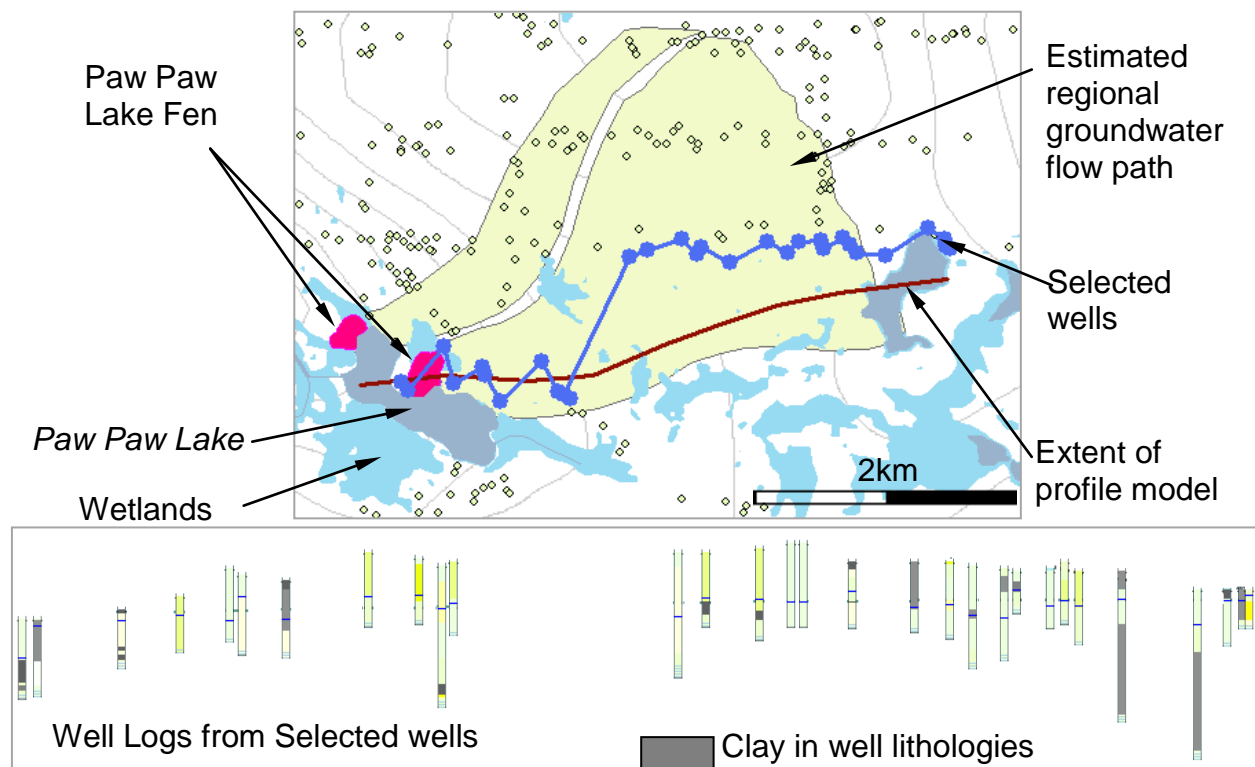 Paw Paw
Lake Fen
Estimated
regional
groundwater
flow path
Selected
wells
Paw Paw Lake
Extent of
profile model
2km
Wetlands
Well Logs from Selected wells
Clay in well lithologies